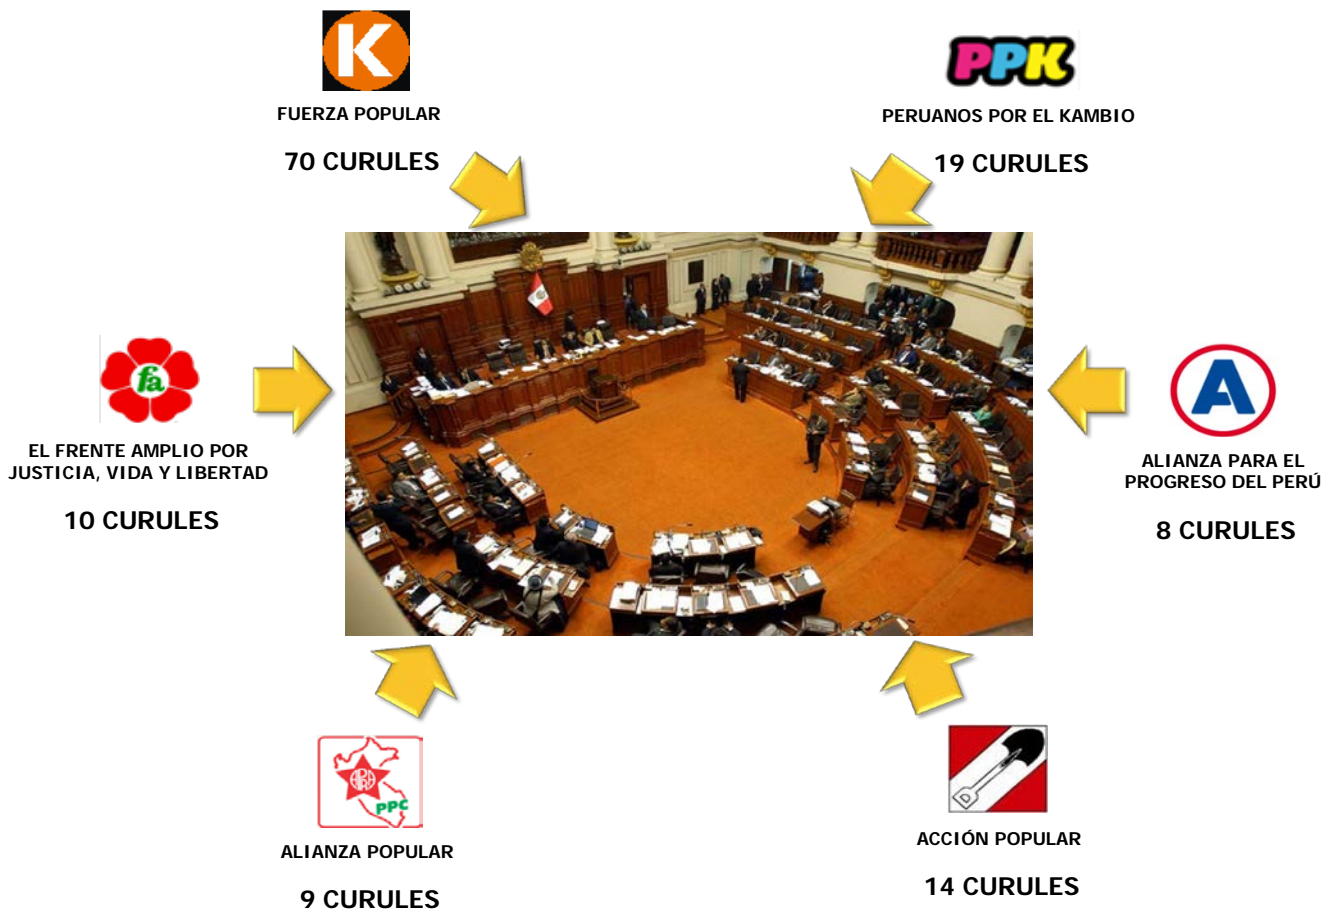 K
FUERZA POPULAR
70 CURULES
PPK
PERUANOS POR EL KAMBIO
19 CURULES
fa
EL FRENTE AMPLIO POR
JUSTICIA, VIDA Y LIBERTAD
10 CURULES
A
ALIANZA PARA EL
PROGRESO DEL PERÚ
8 CURULES
APRA
PPC
ALIANZA POPULAR
9 CURULES
ACCIÓN POPULAR
14 CURULES